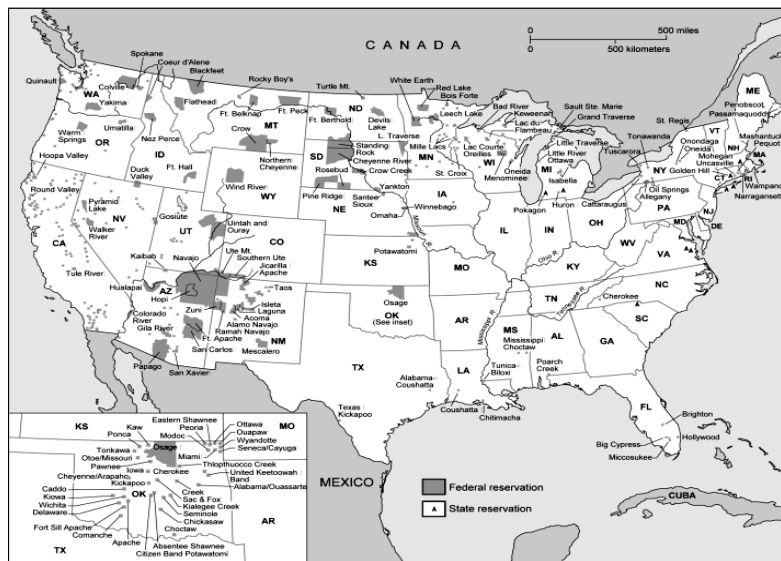 CANADA
0 500 miles
0 500 kilometers
Spokane
Coeur d'Alene
Blackfeet
Quinault
Colville
WA
Yakima
Flathead
Rocky Boy's
Ft. Belknap
Ft. Peck
MT
Crow
Northern Cheyenne
Turtle Mt.
ND
Ft. Berthold
Devils Lake
L. Traverse
White Earth
Red Lake
Bois Forte
Leech Lake
Mille Lacs
MN
St. Croix
Bad River
Keweenah
Lac du Flambeau
Lac Courte Oreilles
WI
Oneida
Menominee
Sault Ste. Marie
Grand Traverse
Little Traverse
Little River
Ottawa
MI
Isabella
Pokagon
Huron
St. Regis
Tonawanda
Tuscarora
Onondaga
Oneida
NY
Cattaraugus
Oil Springs
Allegany
ME
Penobscot
Passamaquoddy
VT
NH
MA
Mashantucket
Pequot
Mohegan
Uncasville
Golden Hill
CT
RI
Wampanoag
Narragansett
Warm Springs
Umatilla
OR
Nez Perce
ID
Ft. Hall
Duck Valley
Hoopa Valley
Round Valley
Pyramid Lake
NV
Walker River
CA
Tule River
Wind River
WY
Gosiute
UT
Uintah and Ouray
CO
Ute Mt.
Southern Ute
Jicarilla
Apache
Kaibab
Navajo
Hualapai
AZ
Hopi
Zuni
Colorado River
Gila River
Papago
San Xavier
San Carlos
Ft. Apache
Ramah Navajo
Alamo Navajo
Acoma
Laguna
Isleta
Taos
NM
Mescalero
SD
Standing Rock
Cheyenne River
Crow Creek
Rosebud
Pine Ridge
Yankton
Santee Sioux
NE
Omaha
Winnebago
IA
Missouri R.
Potawatomi
KS
MO
Osage
OK
(See inset)
AR
TX
Texas Kickapoo
Alabama-Coushatta
LA
Coushatta
Chitimacha
Tunica-Biloxi
Mississippi R.
MS
Mississippi Choctaw
AL
Poarch Creek
GA
FL
Brighton
Hollywood
Big Cypress
Miccosukee
IL
IN
OH
Ohio R.
KY
TN
Tennessee R.
Cherokee
NC
SC
VA
WV
PA
NJ
MD
DE
MEXICO
CUBA
Federal reservation
State reservation
KS
MO
Kaw
Ponca
Tonkawa
Otoe/Missouri
Pawnee
Osage
Eastern Shawnee
Peoria
Modoc
Miami
Ottawa
Quapaw
Wyandotte
Seneca/Cayuga
Iowa
Cherokee
Cheyenne/Arapaho
Kickapoo
Thlopthucco Creek
United Keetoowah Band
Alabama/Quassarte
Caddo
Kiowa
Wichita
Delaware
OK
Creek
Sac & Fox
Kialegee Creek
Seminole
Chickasaw
Choctaw
Fort Sill Apache
Comanche
Apache
Absentee Shawnee
Citizen Band Potawatomi
AR
TX